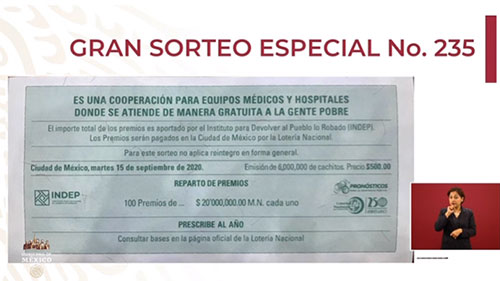 GRAN SORTEO ESPECIAL No. 235
ES UNA COOPERACIÓN PARA EQUIPOS MÉDICOS Y HOSPITALES
DONDE SE ATIENDE DE MANERA GRATUITA A LA GENTE POBRE
El importe total de los premios es aportado por el Instituto para Devolver al Pueblo lo Robado (INDEP).
Los Premios serán pagados en la Ciudad de México por la Lotería Nacional.
Para este sorteo no aplica reintegro en forma general.
Ciudad de México, martes 15 de septiembre de 2020. Emisión de 6,000,000 de cachitos. Precio $500.00
REPARTO DE PREMIOS
INDEP
PRONÓSTICOS
100 Premios de ... $ 20'000,000.00 M.N. cada uno
250
PRESCRIBE AL AÑO
Consultar bases en la página oficial de la Lotería Nacional
MÉXICO